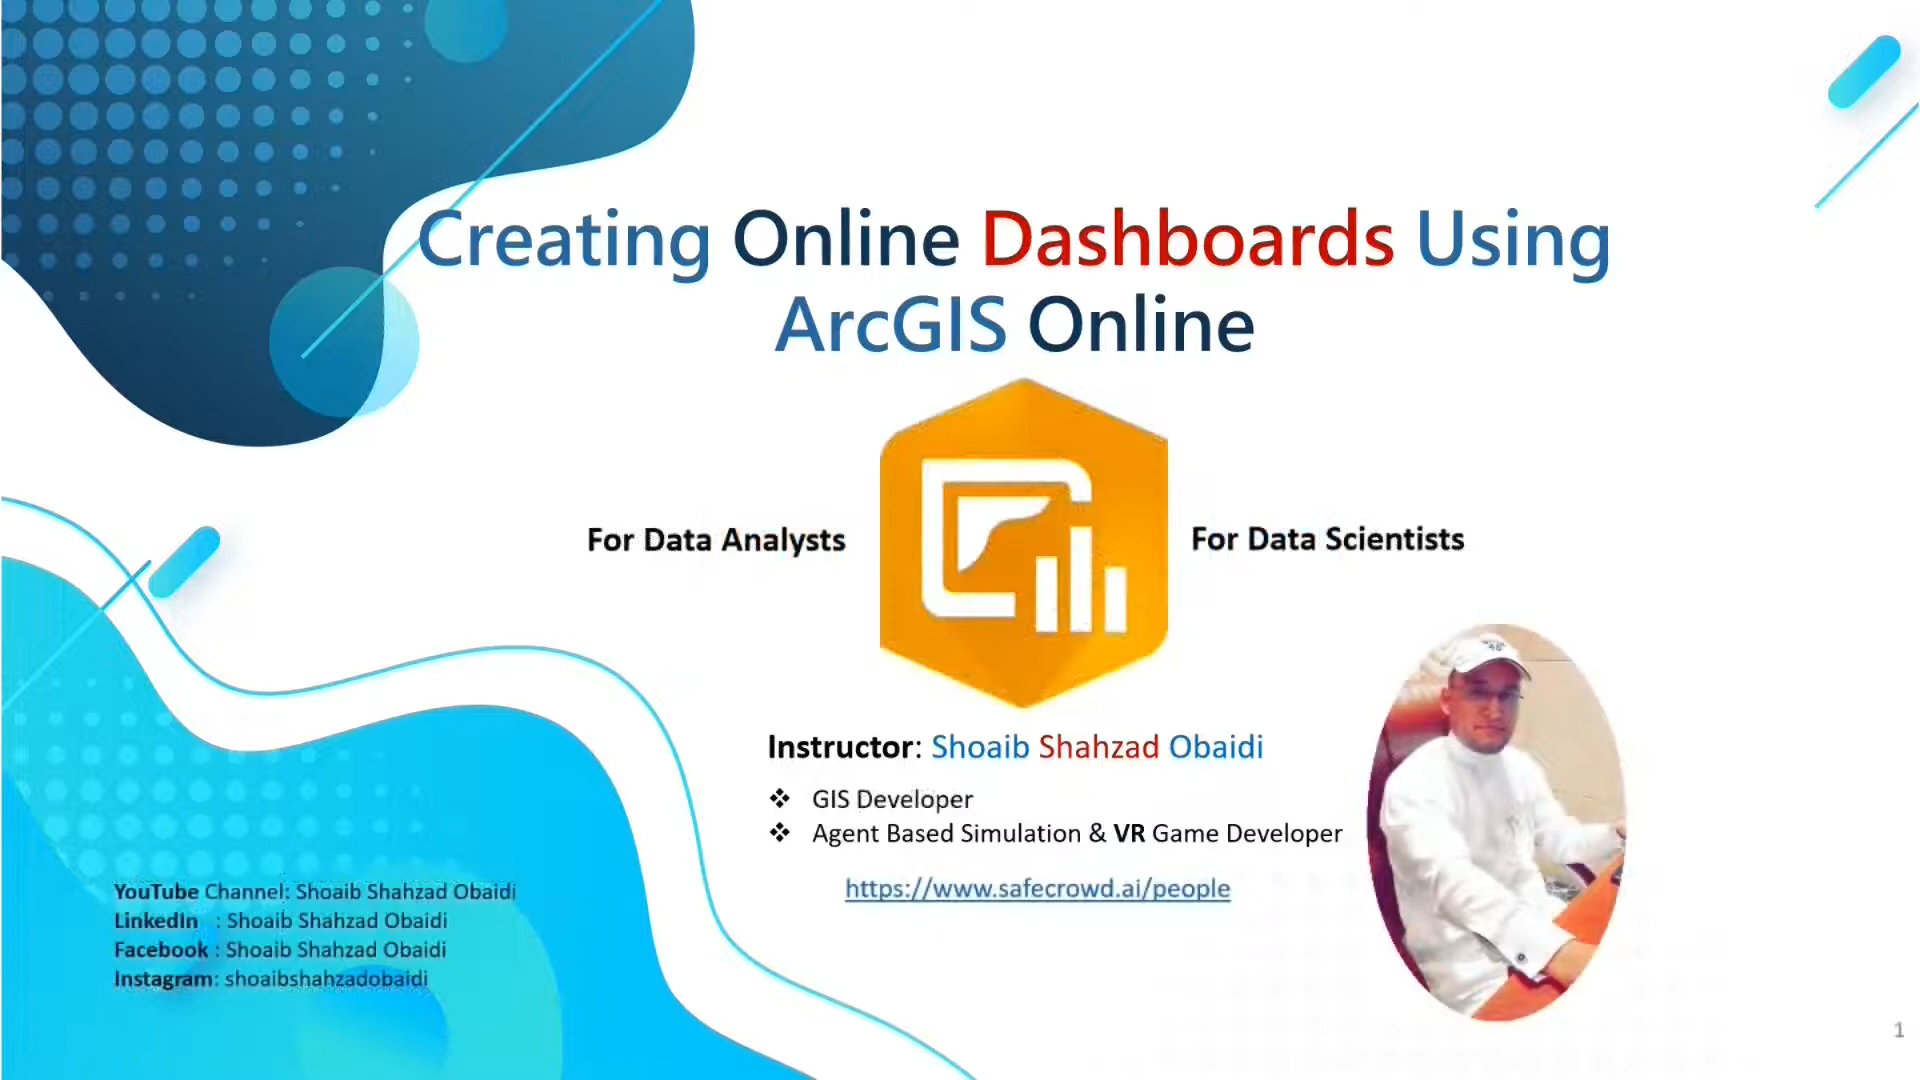 Creating Online Dashboards Using
ArcGIS Online
For Data Analysts
For Data Scientists
Instructor: Shoaib Shahzad Obaidi
❖ GIS Developer
❖ Agent Based Simulation & VR Game Developer
https://www.safecrowd.ai/people
YouTube Channel: Shoaib Shahzad Obaidi
LinkedIn : Shoaib Shahzad Obaidi
Facebook : Shoaib Shahzad Obaidi
Instagram: shoaibshahzadobaidi
1